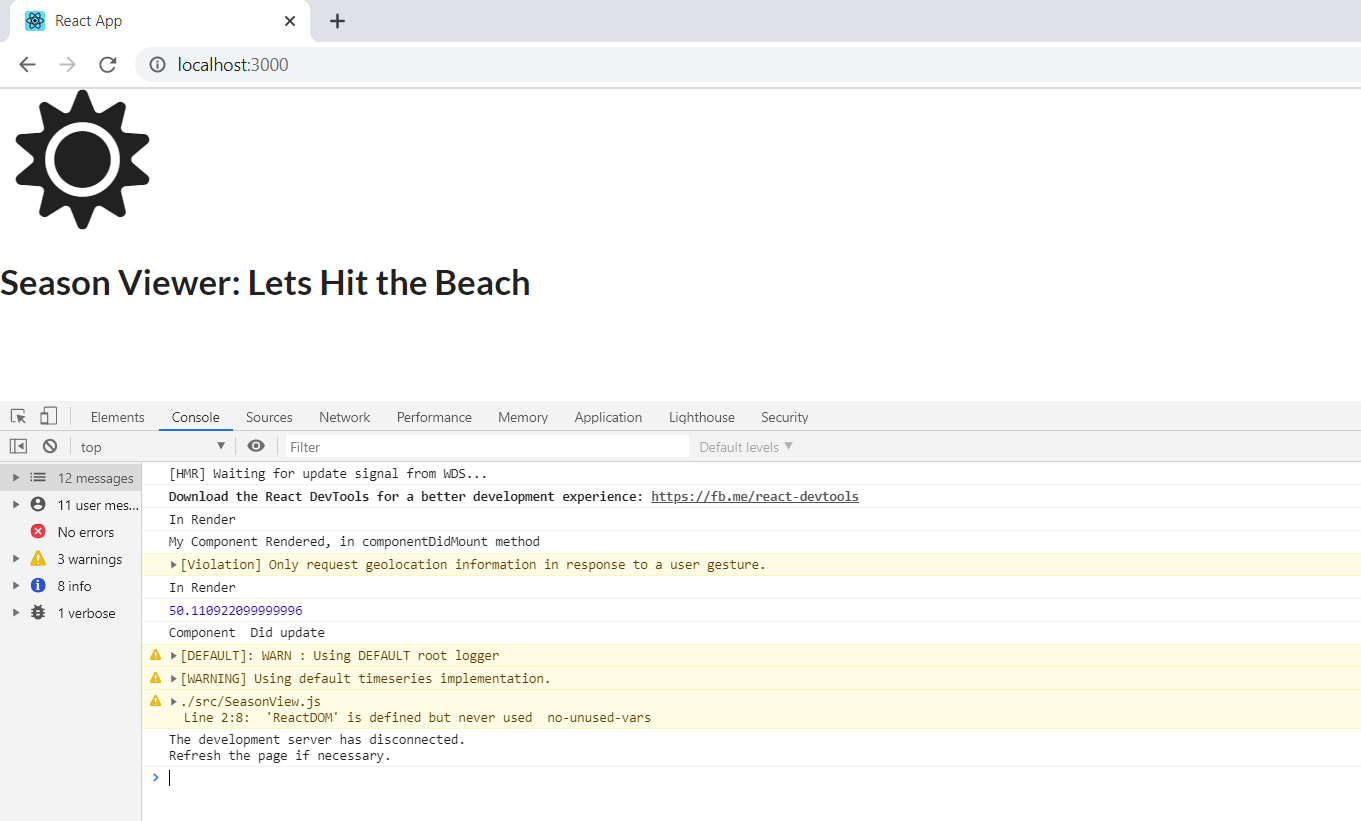 React App
localhost:3000
Season Viewer: Lets Hit the Beach
Elements Console Sources Network Performance Memory Application Lighthouse Security
top Filter Default levels
12 messages
11 user mes...
No errors
3 warnings
8 info
1 verbose
[HMR] Waiting for update signal from WDS...
Download the React DevTools for a better development experience: https://fb.me/react-devtools
In Render
My Component Rendered, in componentDidMount method
[Violation] Only request geolocation information in response to a user gesture.
In Render
50.110922099999996
Component  Did update
[DEFAULT]: WARN : Using DEFAULT root logger
[WARNING] Using default timeseries implementation.
./src/SeasonView.js
Line 2:8:  'ReactDOM' is defined but never used  no-unused-vars
The development server has disconnected.
Refresh the page if necessary.